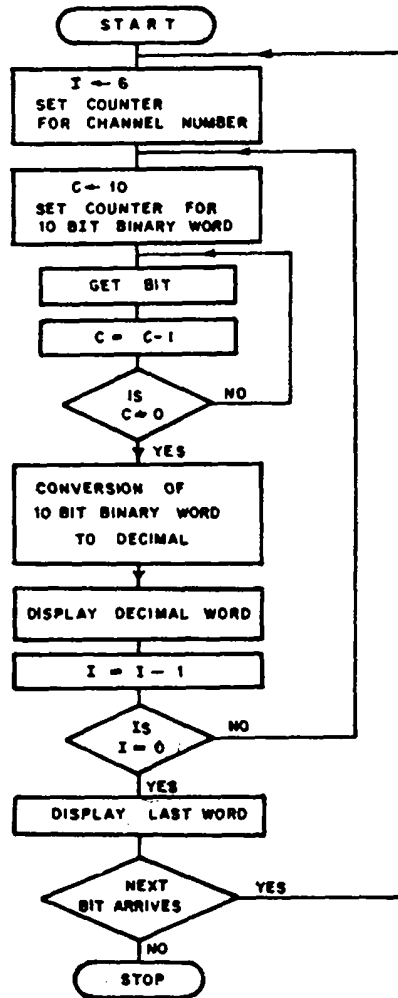 START
I ← 6
SET COUNTER
FOR CHANNEL NUMBER
C ← 10
SET COUNTER FOR
10 BIT BINARY WORD
GET BIT
C = C-1
IS
C = 0
NO
YES
CONVERSION OF
10 BIT BINARY WORD
TO DECIMAL
DISPLAY DECIMAL WORD
I = I - 1
IS
I = 0
NO
YES
DISPLAY LAST WORD
NEXT
BIT ARRIVES
YES
NO
STOP